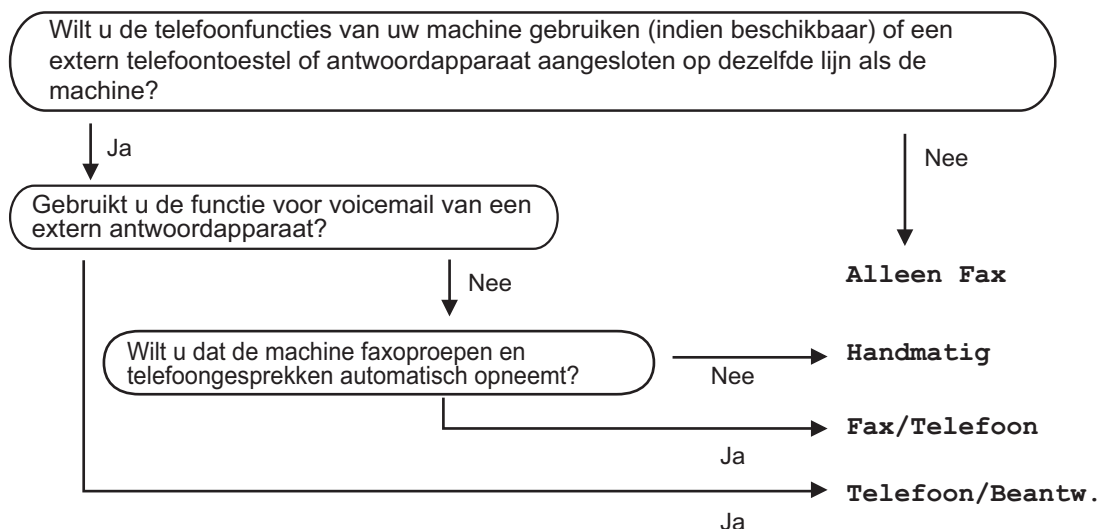 Wilt u de telefoonfuncties van uw machine gebruiken (indien beschikbaar) of een
extern telefoontoestel of antwoordapparaat aangesloten op dezelfde lijn als de
machine?
Ja
Nee
Gebruikt u de functie voor voicemail van een
extern antwoordapparaat?
Alleen Fax
Nee
Wilt u dat de machine faxoproepen en
telefoongesprekken automatisch opneemt?
Nee
Handmatig
Fax/Telefoon
Ja
Telefoon/Beantw.
Ja